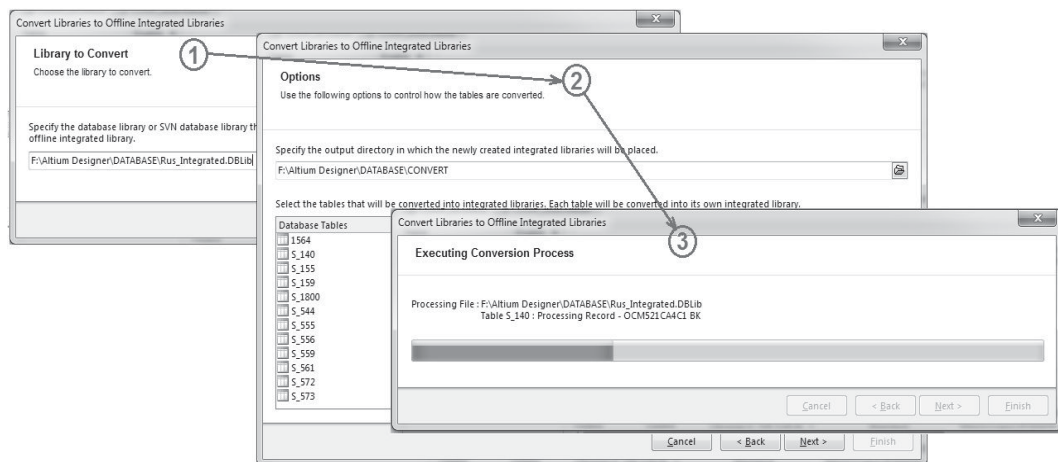 Convert Libraries to Offline Integrated Libraries
Library to Convert
Choose the library to convert.
Specify the database library or SVN database library th
offline integrated library.
F:\Altium Designer\DATABASE\Rus_Integrated.DBLib
1
Convert Libraries to Offline Integrated Libraries
Options
Use the following options to control how the tables are converted.
2
Specify the output directory in which the newly created integrated libraries will be placed.
F:\Altium Designer\DATABASE\CONVERT
Select the tables that will be converted into integrated libraries. Each table will be converted into its own integrated library.
Database Tables
1564
S_140
S_155
S_159
S_1800
S_544
S_555
S_556
S_559
S_561
S_572
S_573
Cancel
< Back
Next >
Finish
Convert Libraries to Offline Integrated Libraries
3
Executing Conversion Process
Processing File : F:\Altium Designer\DATABASE\Rus_Integrated.DBLib
Table S_140 : Processing Record - OCM521CA4C1 BK
Cancel
< Back
Next >
Finish